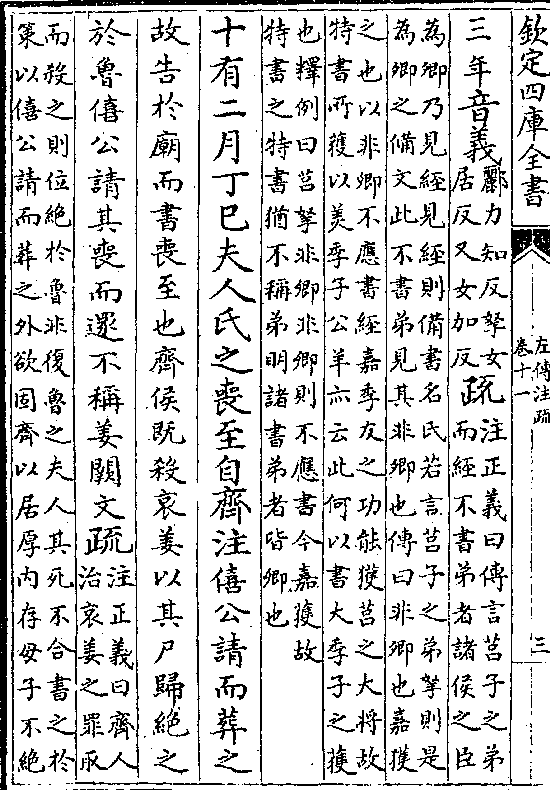 欽定四庫全書
左傳注疏
卷十一
三
三年音義酈力知反挐女
居反又女加反疏注正義曰傳言莒子之弟
而經不書弟者諸侯之臣
為卿乃見經見經則備書名氏若言莒子之弟挐則是
為卿之備文此不書弟見其非卿也傳曰非卿也嘉獲
之也以非卿不應書經嘉季友之功能獲莒之大將故
特書所獲以美季子公羊亦云此何以書大季子之獲
也釋例曰莒挐非卿非卿則不應書今嘉獲故
特書之特書猶不稱弟明諸書弟者皆卿也
十有二月丁巳夫人氏之喪至自齊注僖公請而葬之
故告於廟而書喪至也齊侯既殺哀姜以其尸歸絶之
於魯僖公請其喪而還不稱姜闕文疏注正義曰齊人
治哀姜之罪取
而殺之則位絶於魯非復魯之夫人其死不合書之於
策以僖公請而葬之外欲固齊以居厚内存母子不絶